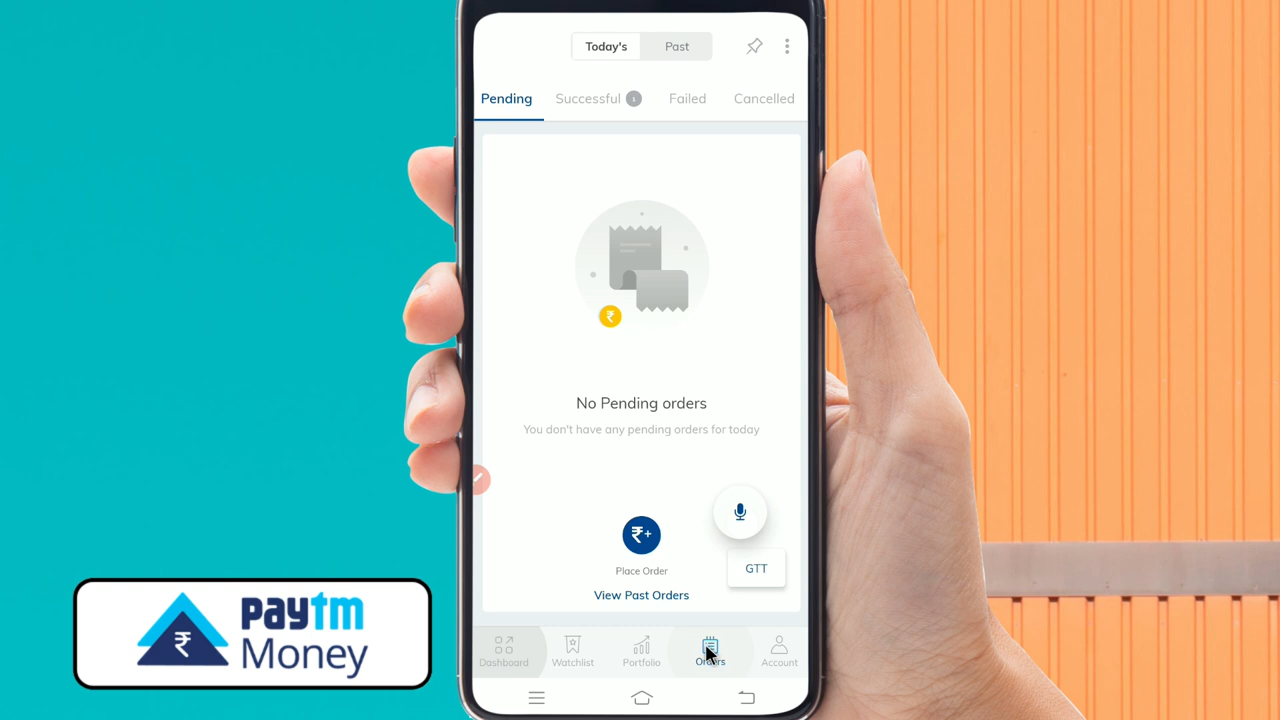 Today's Past
Pending Successful 1 Failed Cancelled
₹
No Pending orders
You don't have any pending orders for today
₹+
Place Order
GTT
View Past Orders
Dashboard Watchlist Portfolio Orders Account
₹ paytm
Money